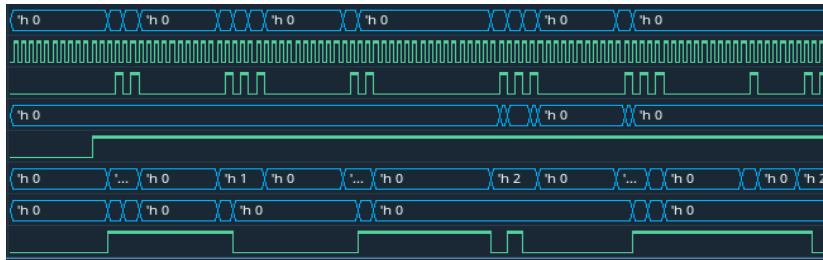 'h 0 'h 0 'h 0 'h 0 'h 0 'h 0
'h 0 'h 0 'h 0
'h 0 '... 'h 0 'h 1 'h 0 '... 'h 0 'h 2 'h 0 '... 'h 0 'h 0 'h 2
'h 0 'h 0 'h 0 'h 0 'h 0